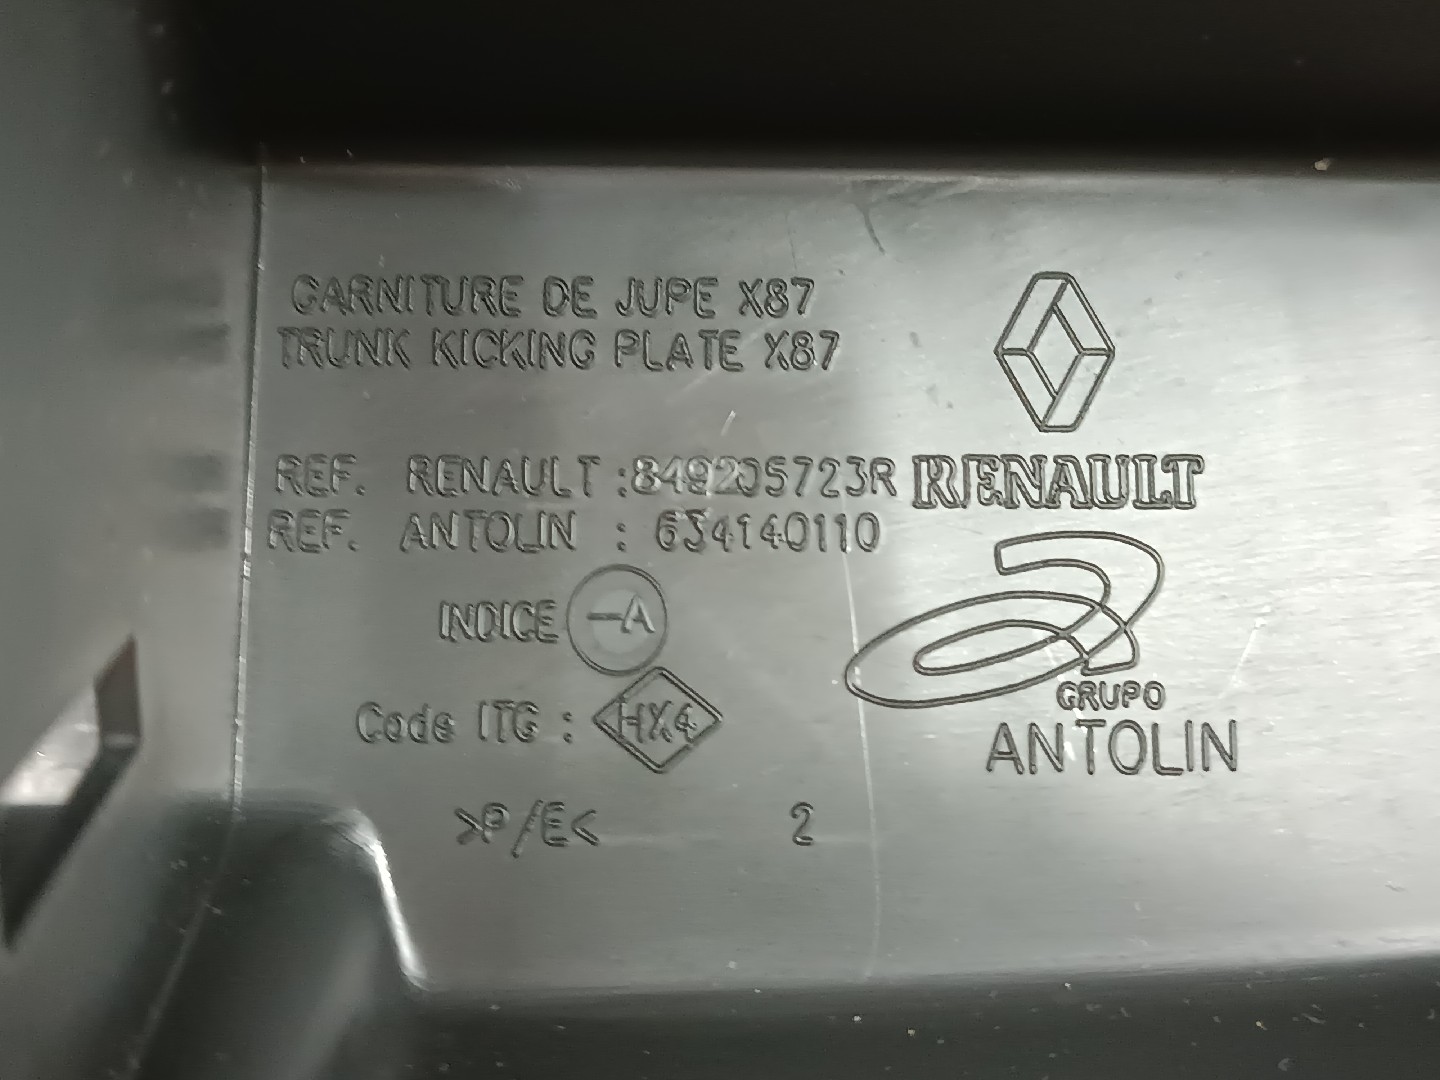 GARNITURE DE JUPE X87
TRUNK KICKING PLATE X87
REF. RENAULT :849205723R
RENAULT
REF. ANTOLIN : 634140110
INDICE -A
Code ITG : HX4
GRUPO
ANTOLIN
>P/E< 2